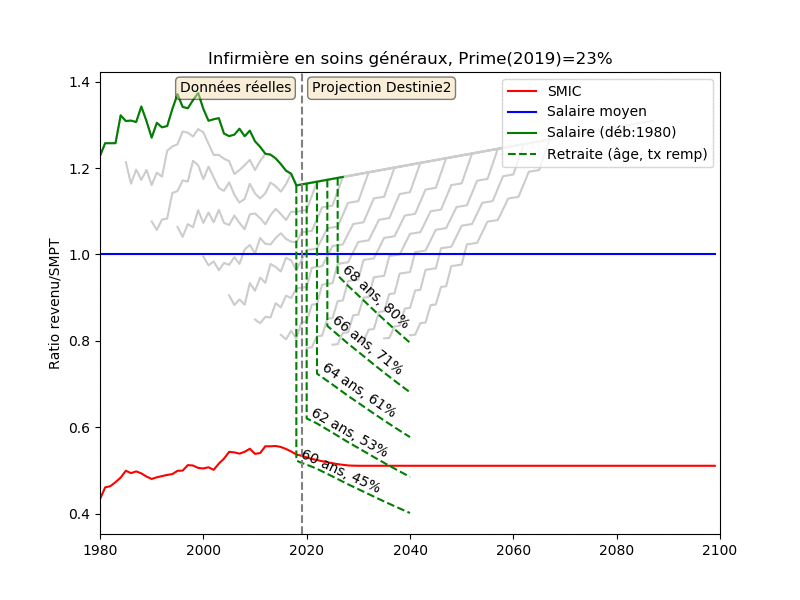 Infirmière en soins généraux, Prime(2019)=23%
Données réelles
Projection Destinie2
SMIC
Salaire moyen
Salaire (déb:1980)
Retraite (âge, tx remp)
Ratio revenu/SMPT
1.4
1.2
1.0
0.8
0.6
0.4
68 ans, 80%
66 ans, 71%
64 ans, 61%
62 ans, 53%
60 ans, 45%
1980
2000
2020
2040
2060
2080
2100